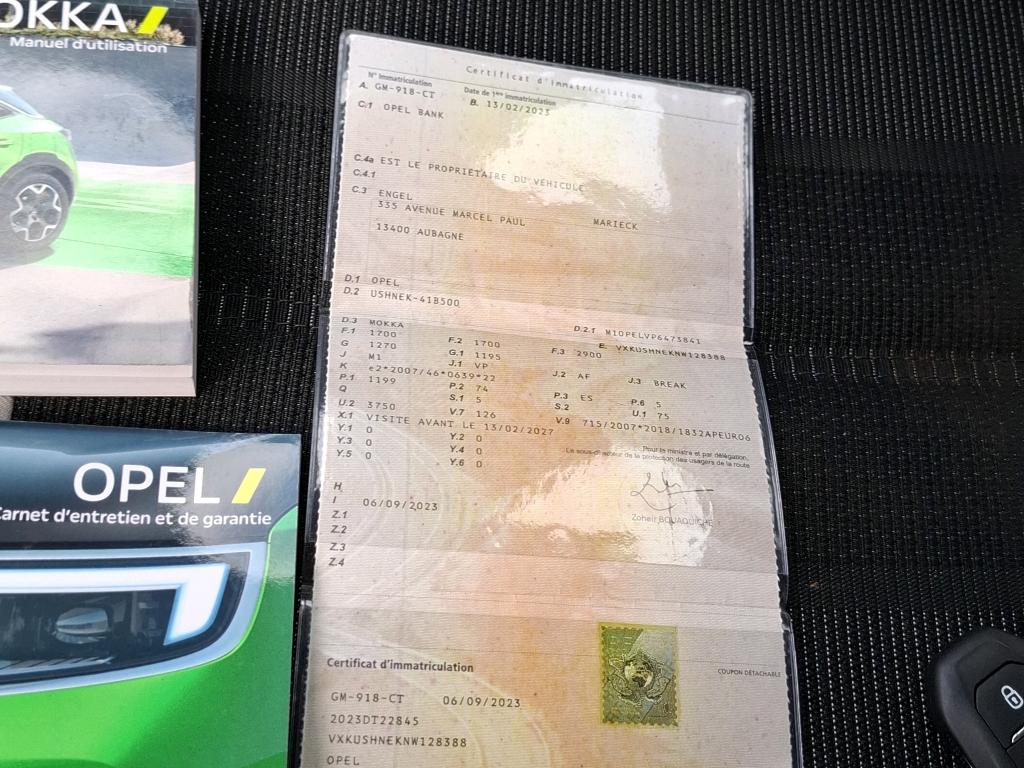 OKKA
Manuel d'utilisation
OPEL
Carnet d'entretien et de garantie
Certificat d'immatriculation
N° Immatriculation
A. GM-918-CT
Date de 1ère immatriculation
B. 13/02/2023
C.1 OPEL BANK
C.4a EST LE PROPRIETAIRE DU VÉHICULE
C.4.1
C.3 ENGEL MARIECK
335 AVENUE MARCEL PAUL
13400 AUBAGNE
D.1 OPEL
D.2 USHNEK-41B500
D.2.1 M10PELVP6473841
D.3 MOKKA E. VXKUSHNEKNW128388
F.1 1700 F.2 1700 F.3 2900
G 1270 G.1 1195
J M1 J.1 VP J.2 AF J.3 BREAK
K e2*2007/46*0639*22
P.1 1199 P.2 74 P.3 ES P.6 5
Q S.1 5 S.2 U.1 75
U.2 3750 V.7 126 V.9 715/2007*2018/1832APEURO6
X.1 VISITE AVANT LE 13/02/2027
Y.1 0 Y.2 0
Y.3 0 Y.4 0
Y.5 0 Y.6 0
Pour le ministre et par délégation,
Le sous-directeur de la protection des usagers de la route
Zoheir BOUAOUICHE
H
I 06/09/2023
Z.1
Z.2
Z.3
Z.4
COUPON DÉTACHABLE
Certificat d'immatriculation
GM-918-CT 06/09/2023
2023DT22845
VXKUSHNEKNW128388
OPEL